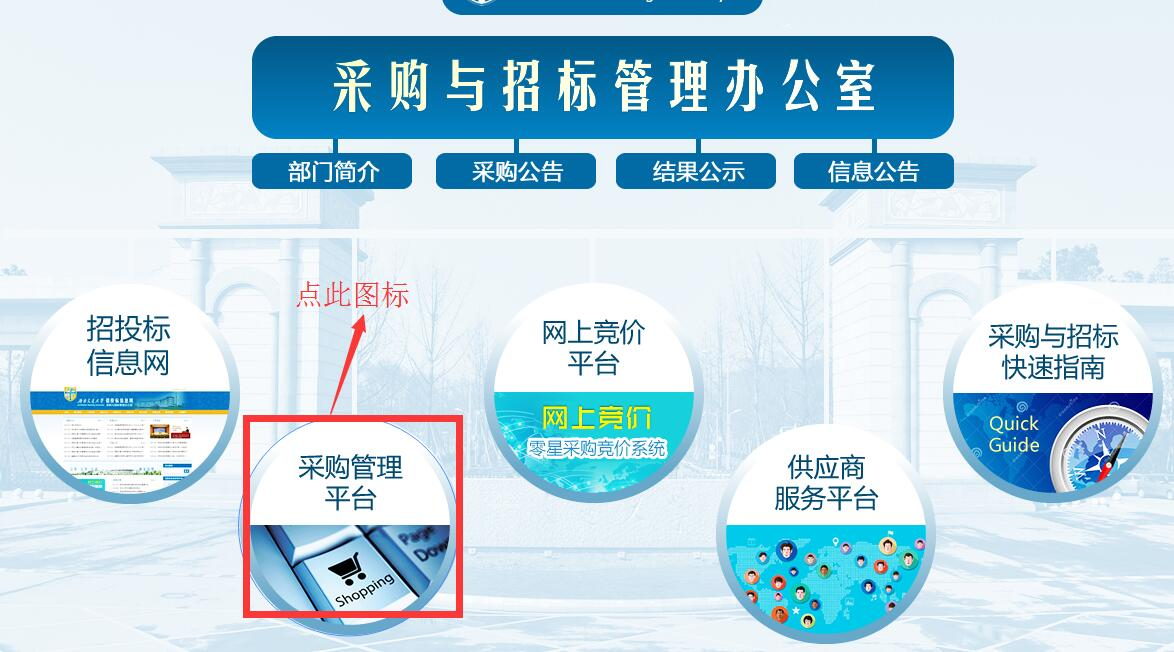 采购与招标管理办公室
部门简介
采购公告
结果公示
信息公告
点此图标
招投标
信息网
网上竞价
平台
网上竞价
零星采购竞价系统
采购与招标
快速指南
Quick
Guide
采购管理
平台
Page
Down
Shopping
供应商
服务平台